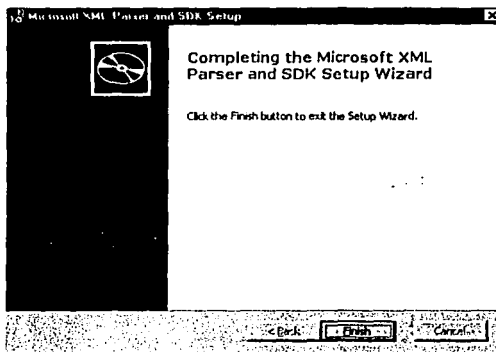 Microsoft XML Parser and SDK Setup
Completing the Microsoft XML
Parser and SDK Setup Wizard
Click the Finish button to exit the Setup Wizard.
< Back Finish Cancel